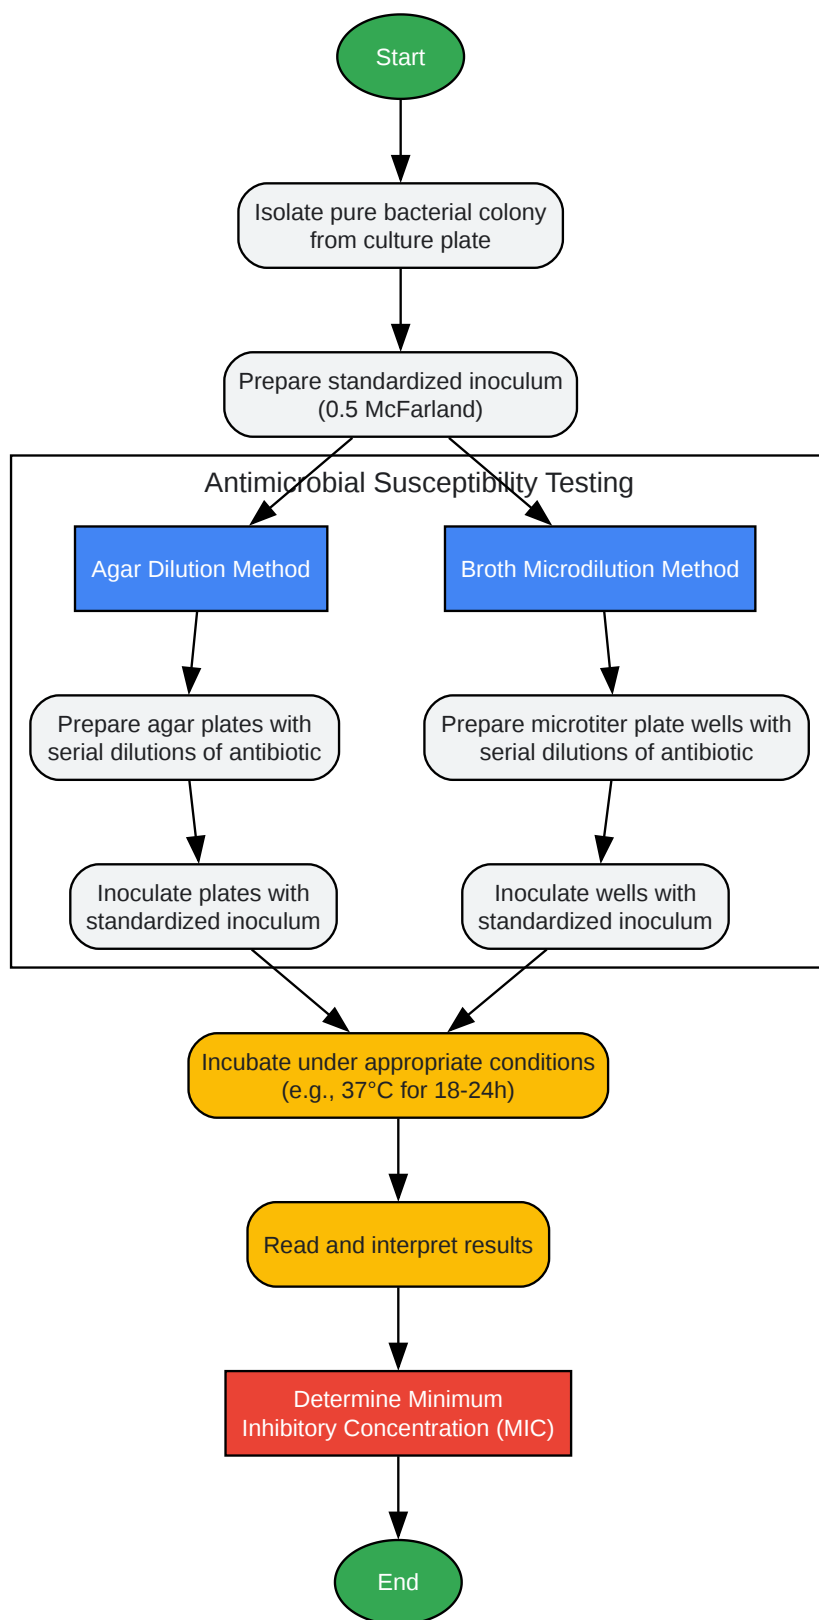 Start
Isolate pure bacterial colony
from culture plate
Prepare standardized inoculum
(0.5 McFarland)
Antimicrobial Susceptibility Testing
Agar Dilution Method
Broth Microdilution Method
Prepare agar plates with
serial dilutions of antibiotic
Prepare microtiter plate wells with
serial dilutions of antibiotic
Inoculate plates with
standardized inoculum
Inoculate wells with
standardized inoculum
Incubate under appropriate conditions
(e.g., 37°C for 18-24h)
Read and interpret results
Determine Minimum
Inhibitory Concentration (MIC)
End